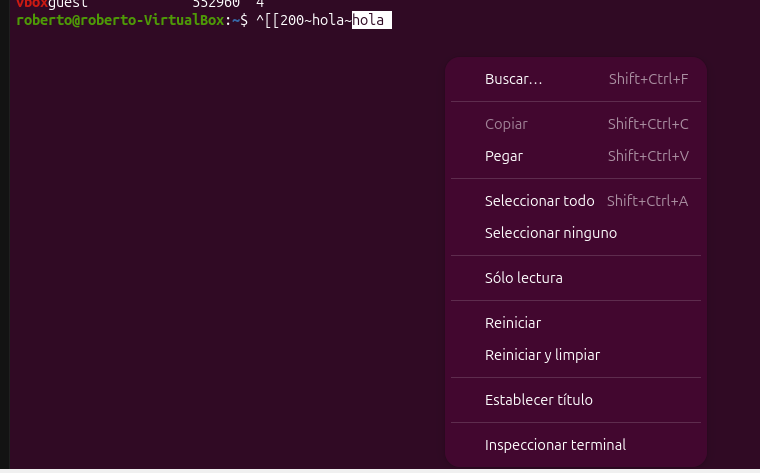 vboxguest 552960 4
roberto@roberto-VirtualBox:~$ ^[[200~hola~hola
Buscar… Shift+Ctrl+F
Copiar Shift+Ctrl+C
Pegar Shift+Ctrl+V
Seleccionar todo Shift+Ctrl+A
Seleccionar ninguno
Sólo lectura
Reiniciar
Reiniciar y limpiar
Establecer título
Inspeccionar terminal